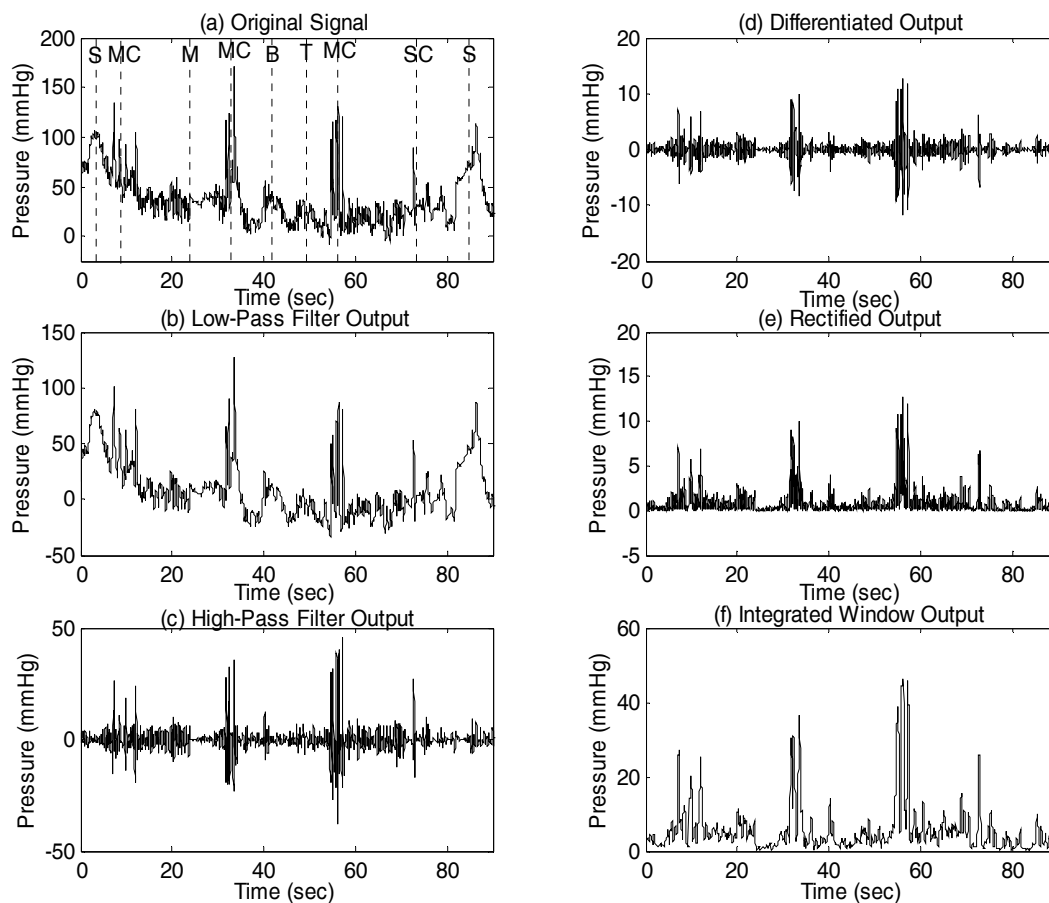 (a) Original Signal
200
150
100
50
0
Pressure (mmHg)
S MC M MC B T MC SC S
0 20 40 60 80
Time (sec)
(b) Low-Pass Filter Output
150
100
50
0
-50
Pressure (mmHg)
0 20 40 60 80
Time (sec)
(c) High-Pass Filter Output
50
0
-50
Pressure (mmHg)
0 20 40 60 80
Time (sec)
(d) Differentiated Output
20
10
0
-10
-20
Pressure (mmHg)
0 20 40 60 80
Time (sec)
(e) Rectified Output
20
15
10
5
0
-5
Pressure (mmHg)
0 20 40 60 80
Time (sec)
(f) Integrated Window Output
60
40
20
0
Pressure (mmHg)
0 20 40 60 80
Time (sec)